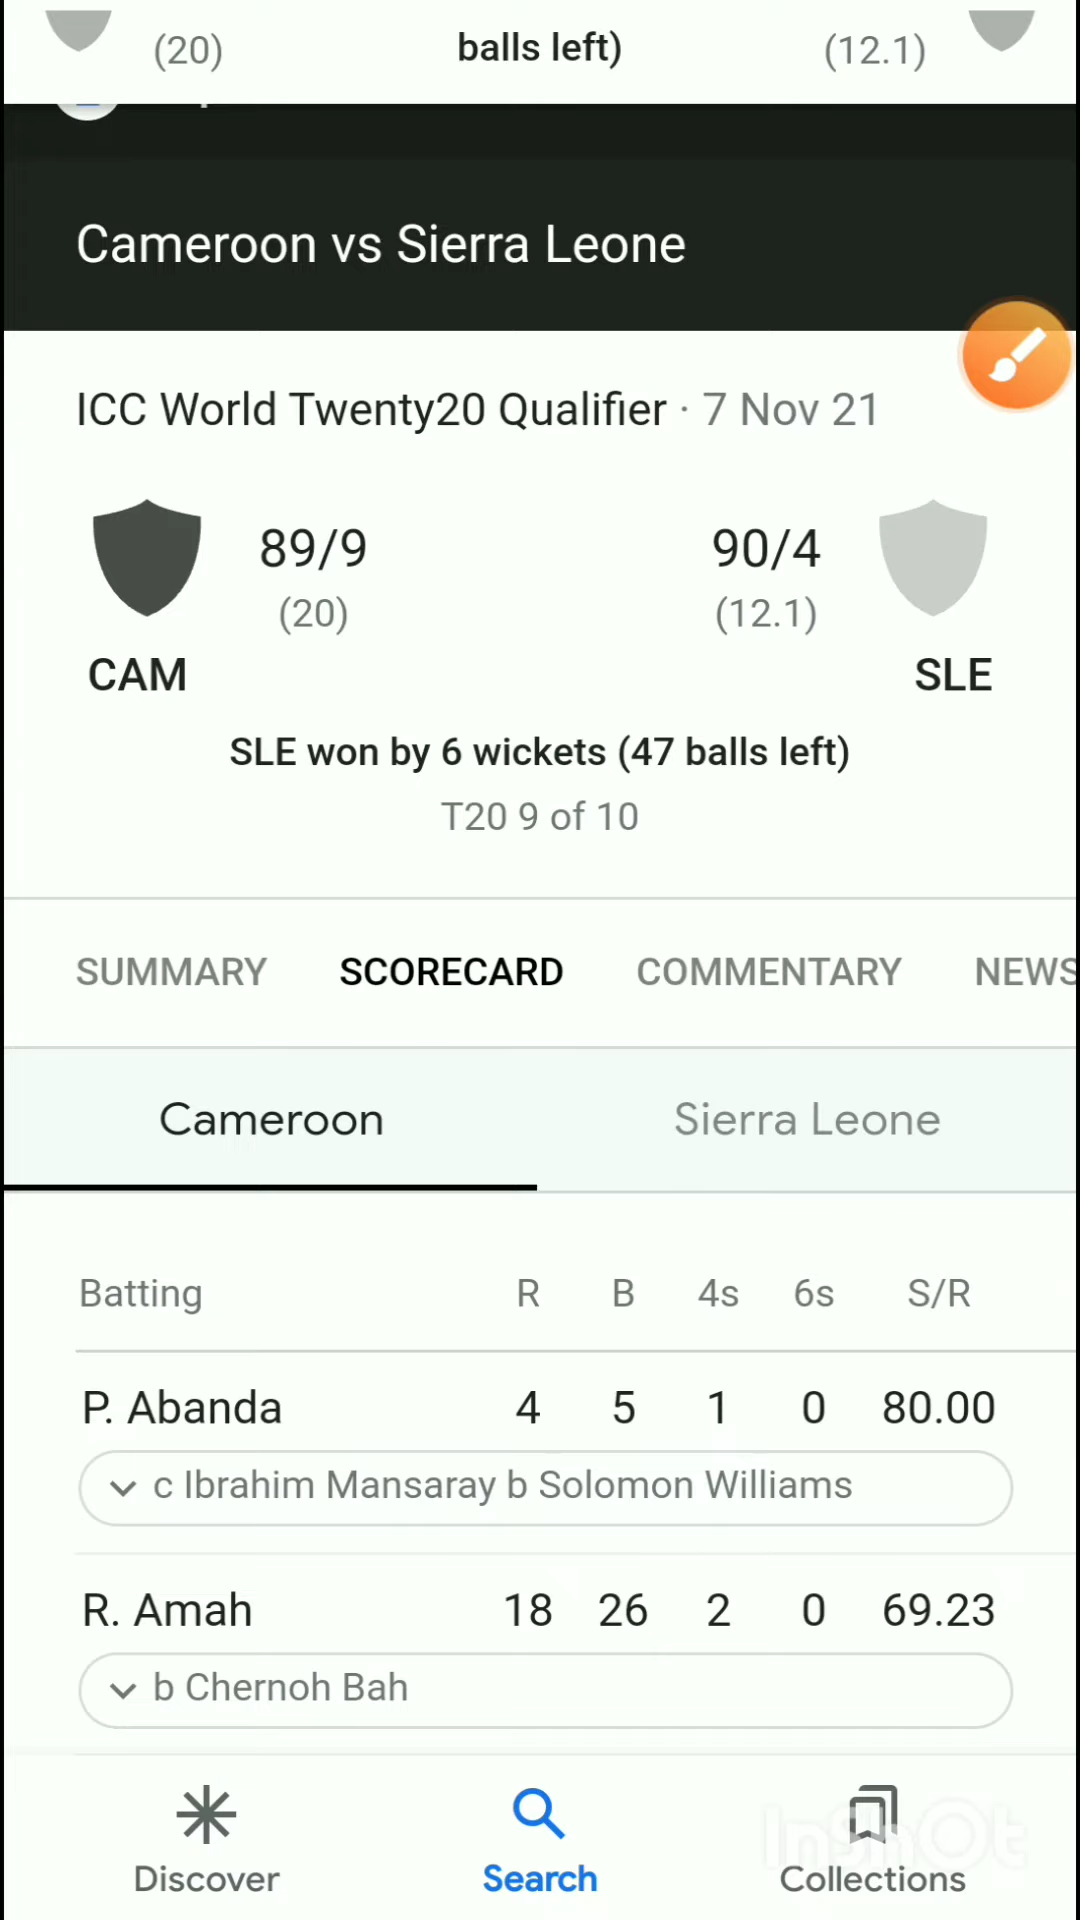 (20) balls left) (12.1)
Cameroon vs Sierra Leone
ICC World Twenty20 Qualifier · 7 Nov 21
89/9 90/4
(20) (12.1)
CAM SLE
SLE won by 6 wickets (47 balls left)
T20 9 of 10
SUMMARY SCORECARD COMMENTARY NEWS
Cameroon Sierra Leone
Batting R B 4s 6s S/R
P. Abanda 4 5 1 0 80.00
c Ibrahim Mansaray b Solomon Williams
R. Amah 18 26 2 0 69.23
b Chernoh Bah
InShOt
Discover Search Collections